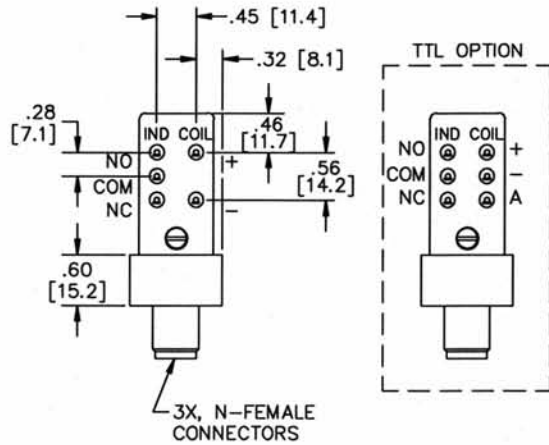 .45 [11.4]
.32 [8.1]
TTL OPTION
.28
[7.1]
IND COIL
.46
[11.7]
NO
+
COM
.56
[14.2]
NC
–
.60
[15.2]
3X, N–FEMALE
CONNECTORS
IND COIL
NO
+
COM
–
NC
A